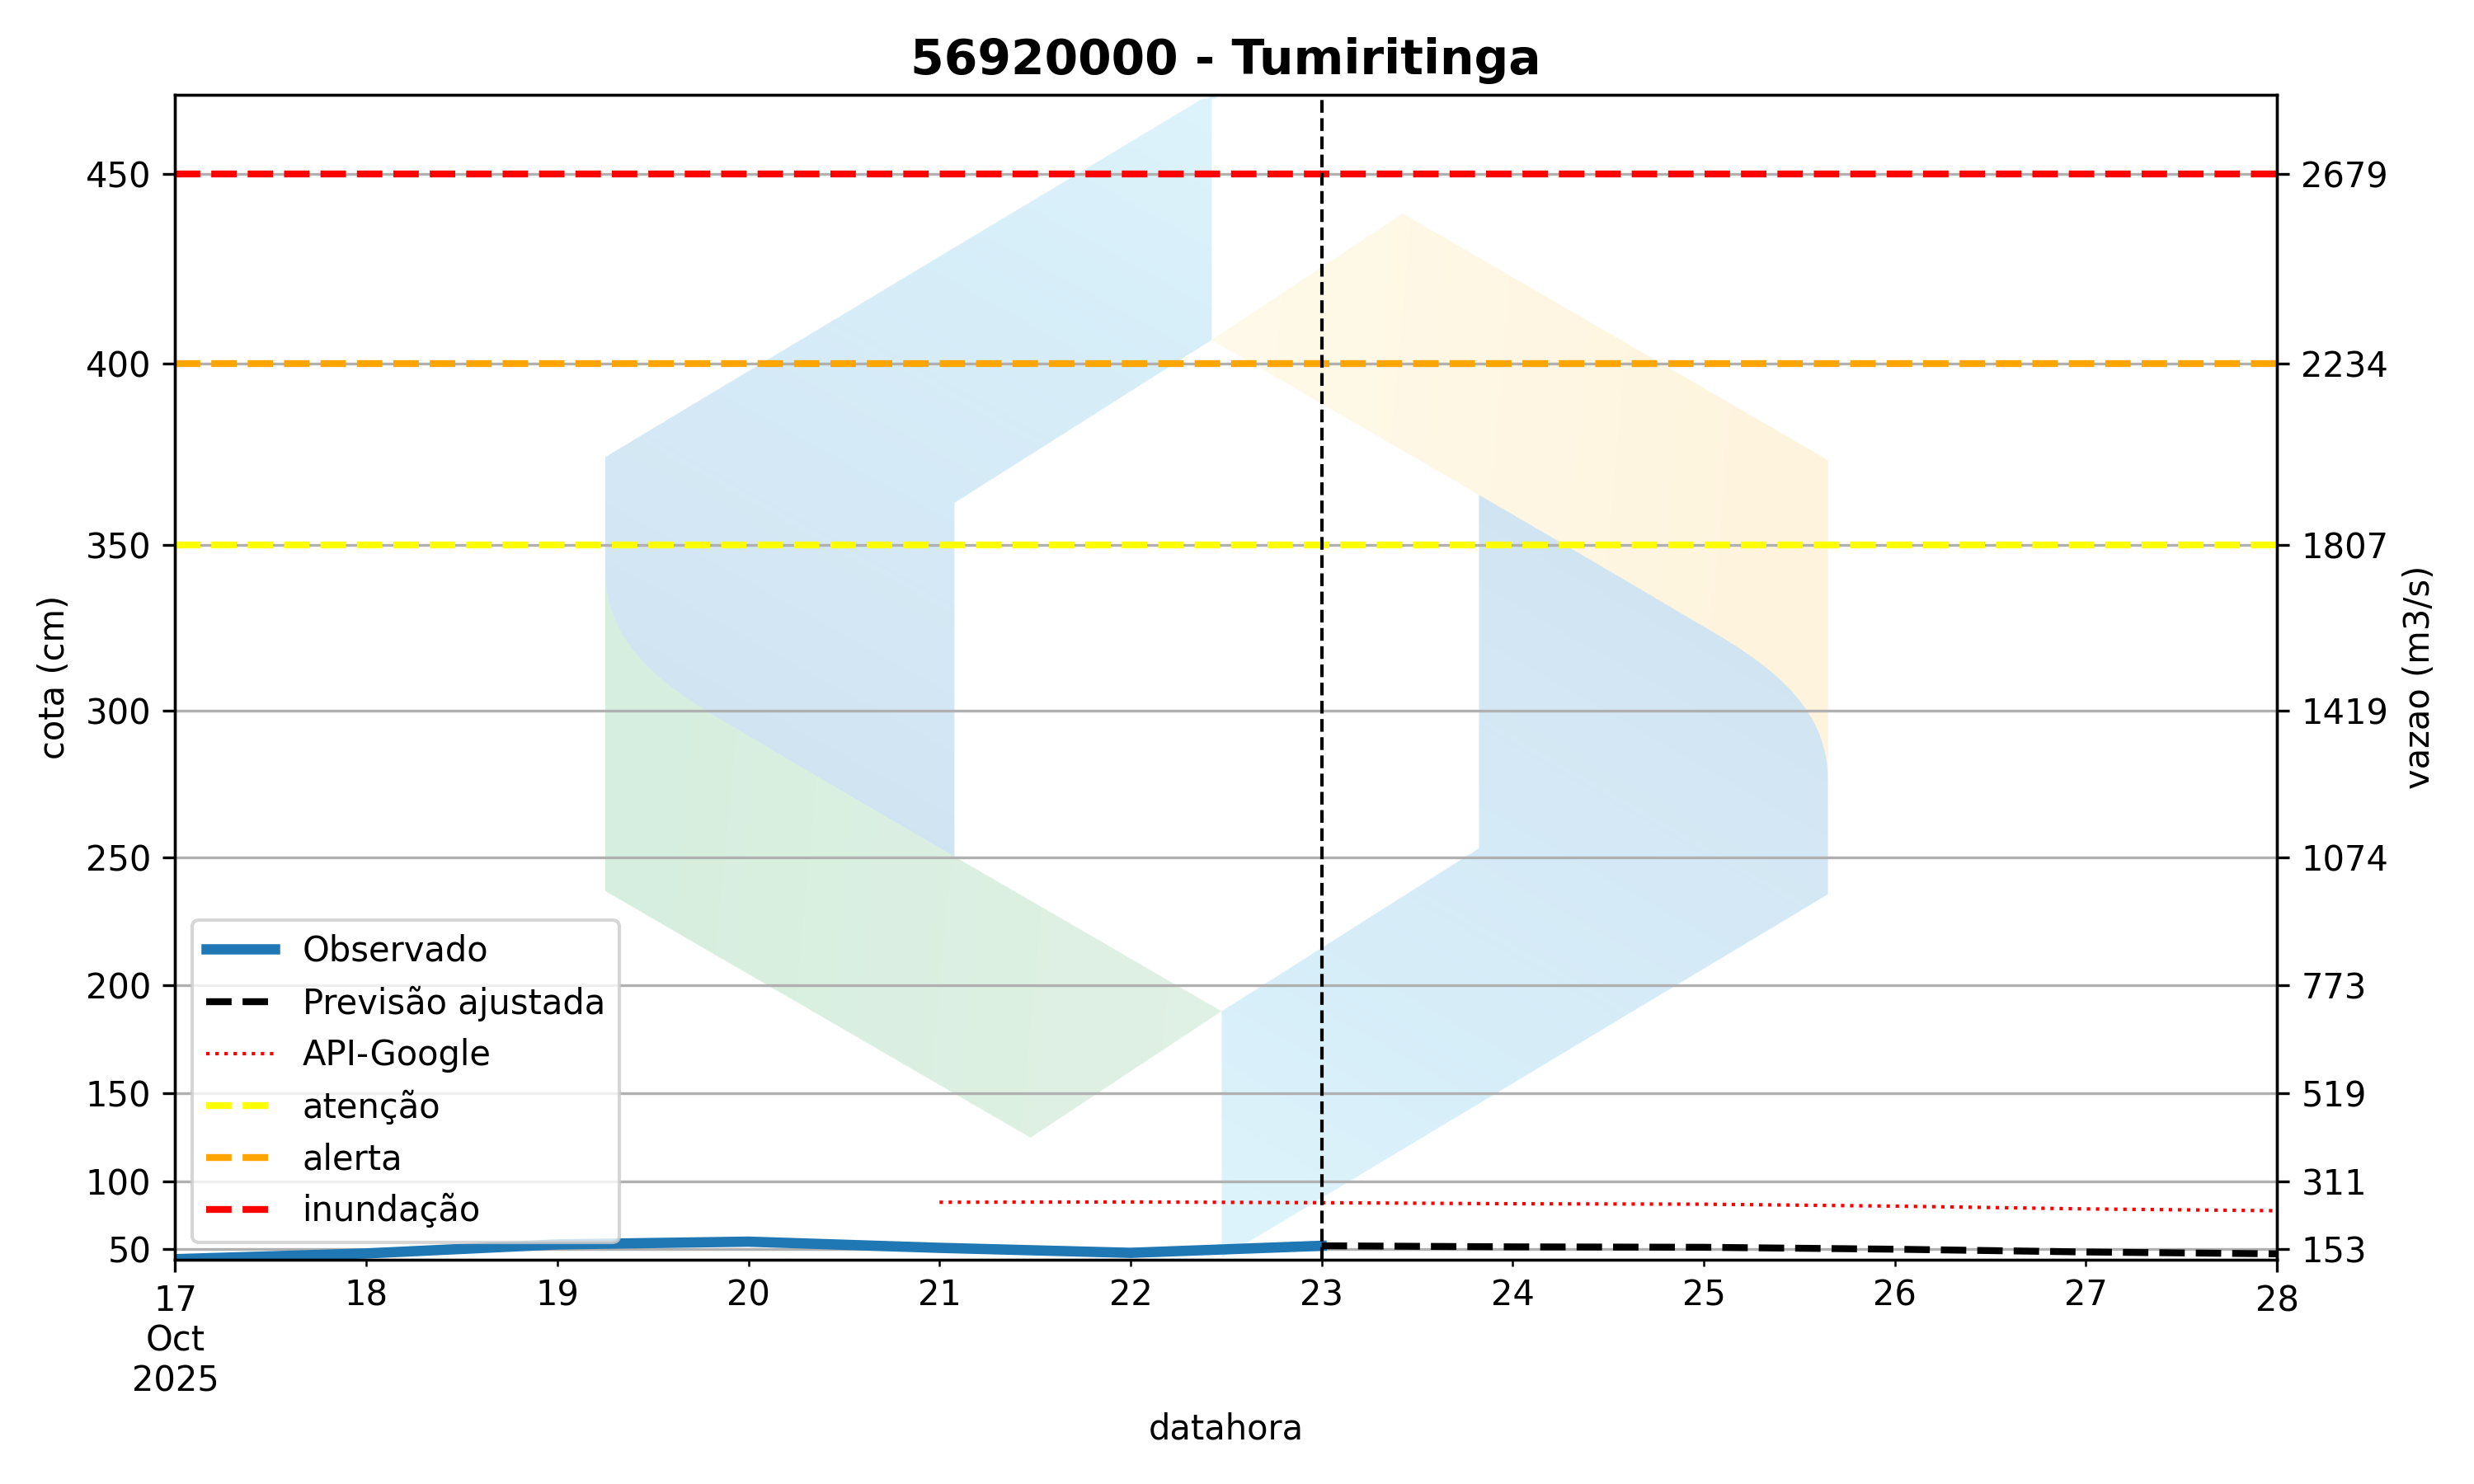 56920000 - Tumiritinga
cota (cm)
450
400
350
300
250
200
150
100
50
2679
2234
1807
1419
1074
773
519
311
153
vazao (m3/s)
Observado
Previsão ajustada
API-Google
atenção
alerta
inundação
17 18 19 20 21 22 23 24 25 26 27 28
Oct
2025
datahora